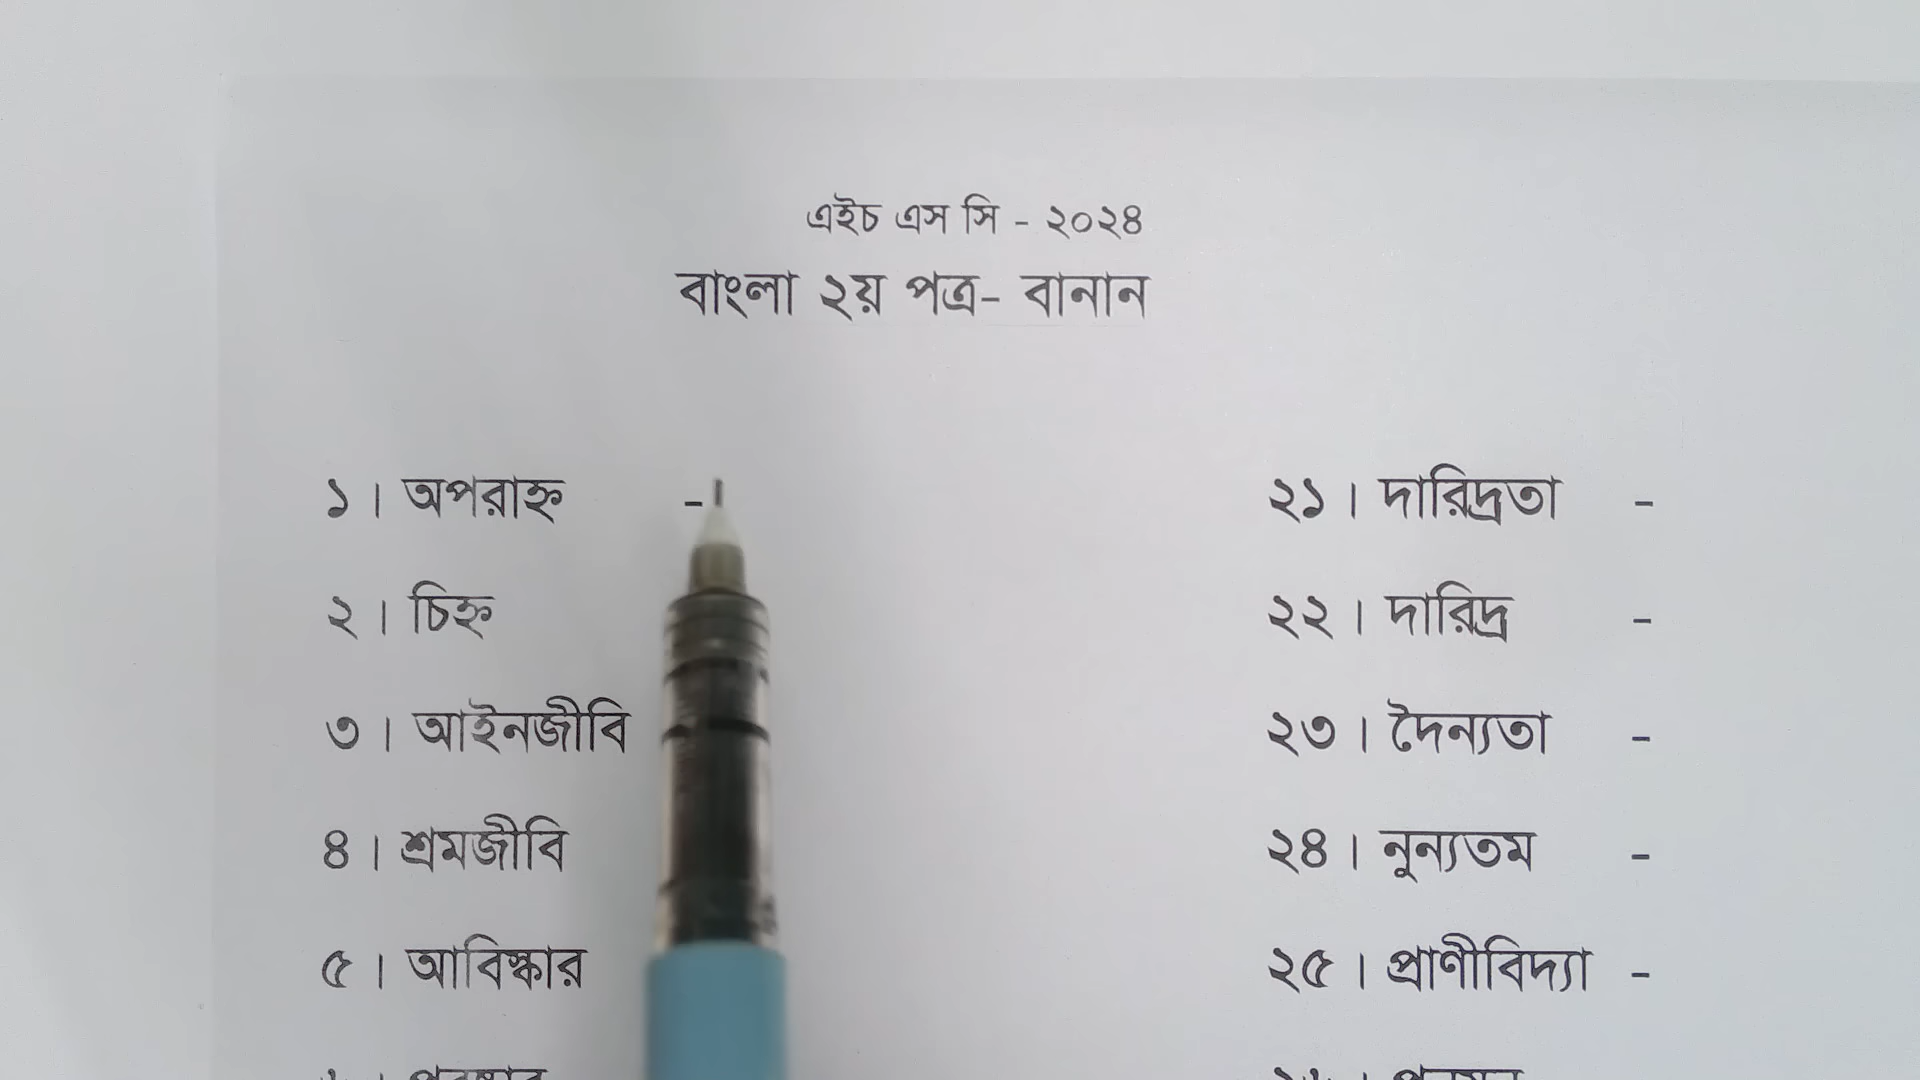 এইচ এস সি - ২০২৪
বাংলা ২য় পত্র- বানান
১। অপরাহ্ন -
২। চিহ্ন
৩। আইনজীবি
৪। শ্রমজীবি
৫। আবিস্কার
২১। দারিদ্রতা -
২২। দারিদ্র -
২৩। দৈন্যতা -
২৪। নুন্যতম -
২৫। প্রাণীবিদ্যা -